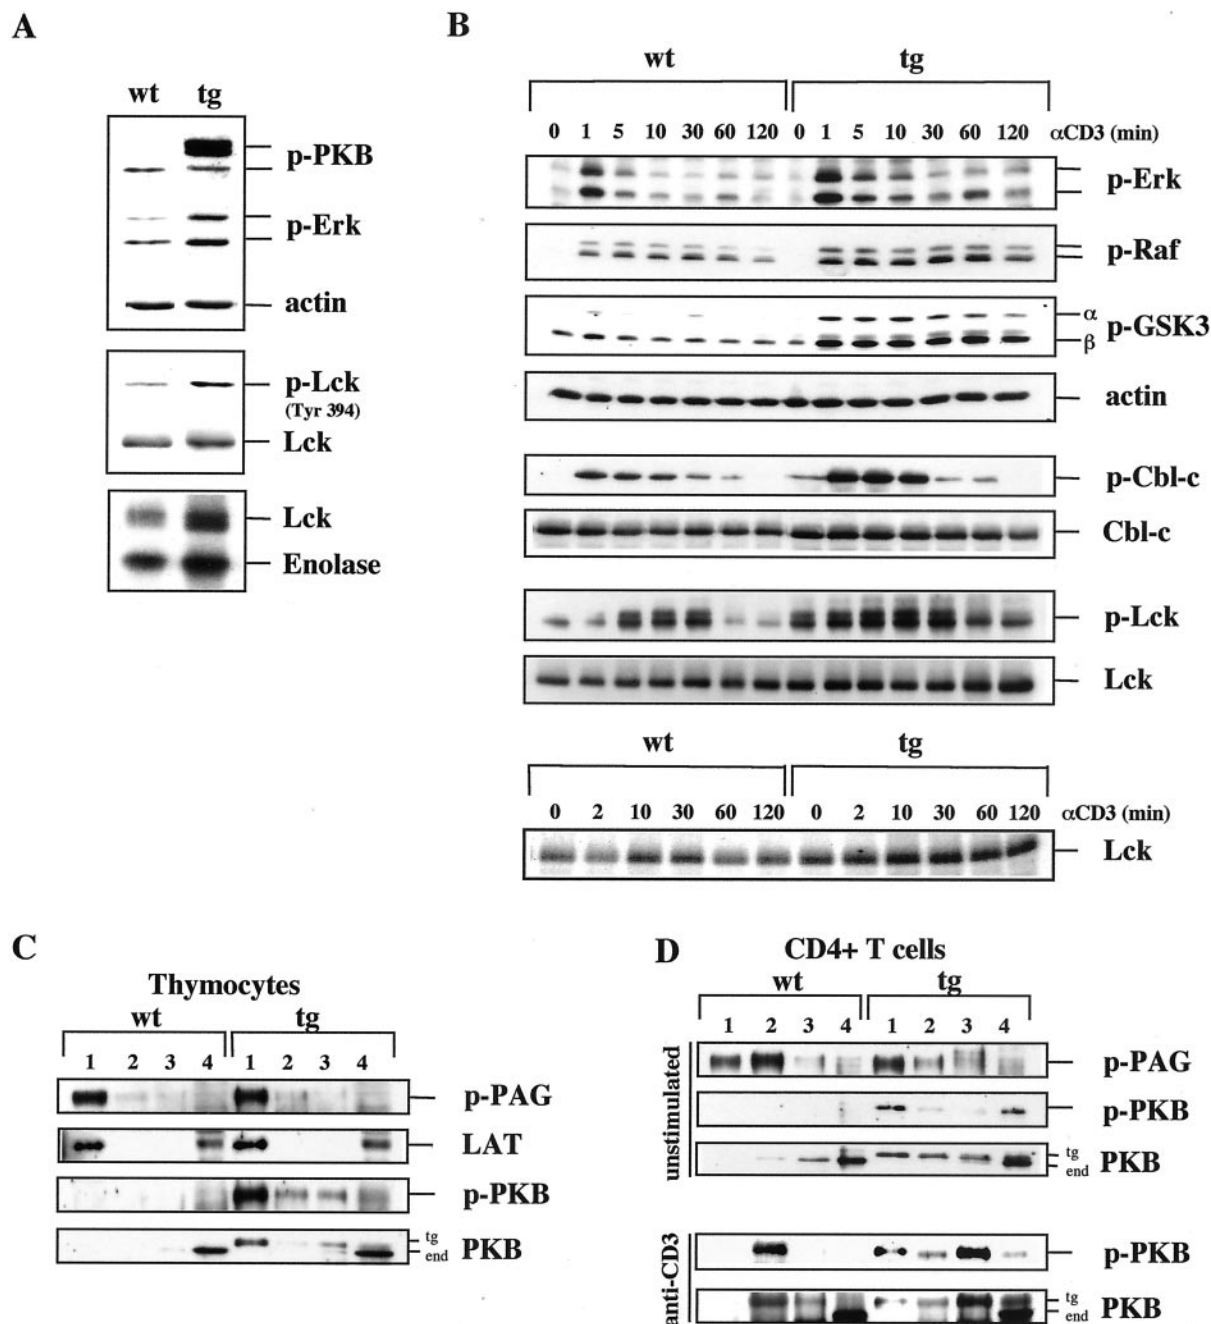 A
wt tg
p-PKB
p-Erk
actin
p-Lck
(Tyr 394)
Lck
Lck
Enolase
B
wt tg
0 1 5 10 30 60 120 0 1 5 10 30 60 120 αCD3 (min)
p-Erk
p-Raf
α
p-GSK3
β
actin
p-Cbl-c
Cbl-c
p-Lck
Lck
wt tg
0 2 10 30 60 120 0 2 10 30 60 120 αCD3 (min)
Lck
C
Thymocytes
wt tg
1 2 3 4 1 2 3 4
p-PAG
LAT
p-PKB
tg
end
PKB
D
CD4+ T cells
wt tg
1 2 3 4 1 2 3 4
unstimulated
p-PAG
p-PKB
tg
end
PKB
anti-CD3
p-PKB
tg
end
PKB